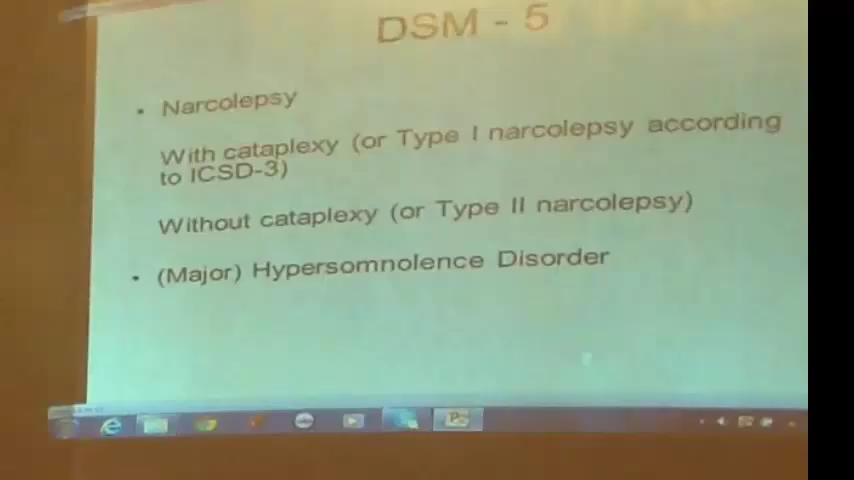 DSM - 5
• Narcolepsy
With cataplexy (or Type I narcolepsy according
to ICSD-3)
Without cataplexy (or Type II narcolepsy)
• (Major) Hypersomnolence Disorder